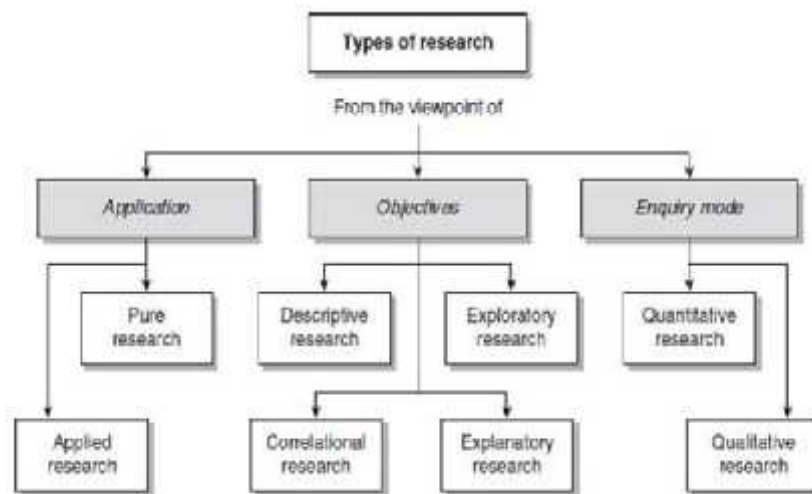 Types of research
From the viewpoint of
Application
Objectives
Enquiry mode
Pure
research
Descriptive
research
Exploratory
research
Quantitative
research
Applied
research
Correlational
research
Explanatory
research
Qualitative
research